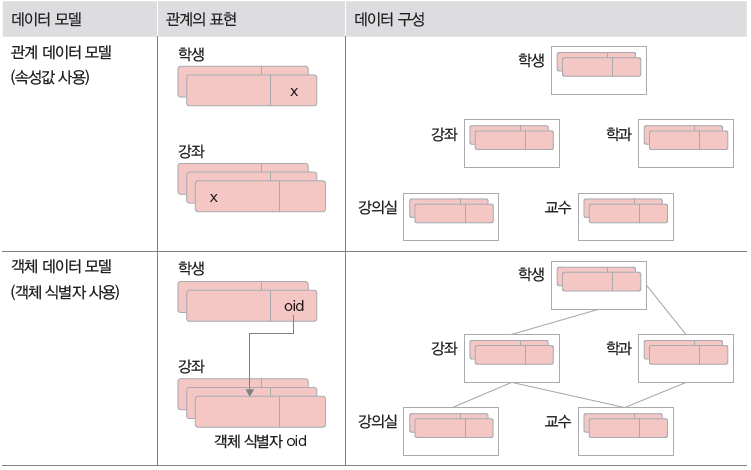 데이터 모델 관계의 표현 데이터 구성
관계 데이터 모델
(속성값 사용)
학생
x
강좌
x
학생
강좌 학과
강의실 교수
객체 데이터 모델
(객체 식별자 사용)
학생
oid
강좌
객체 식별자 oid
학생
강좌 학과
강의실 교수